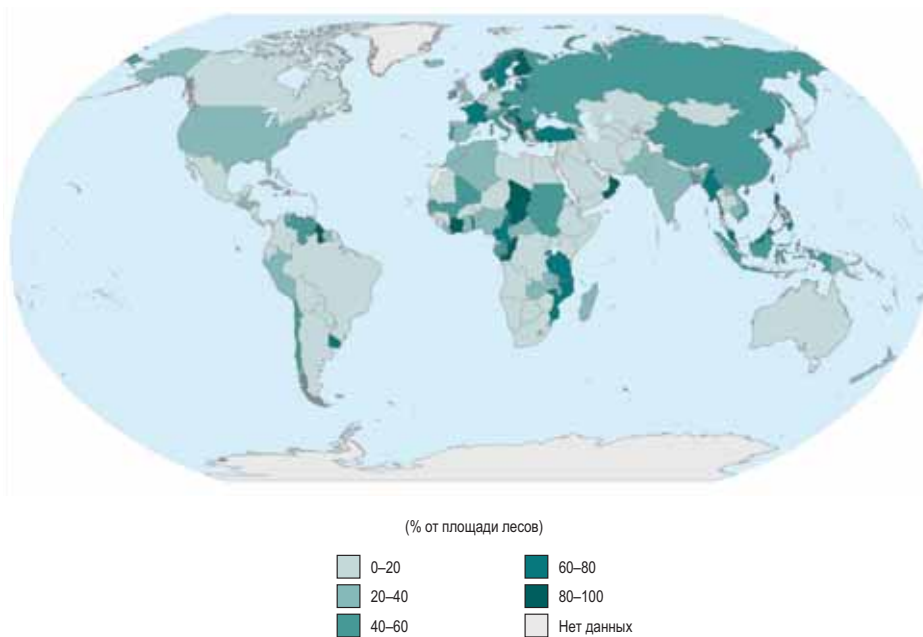 (% от площади лесов)
0–20
20–40
40–60
60–80
80–100
Нет данных